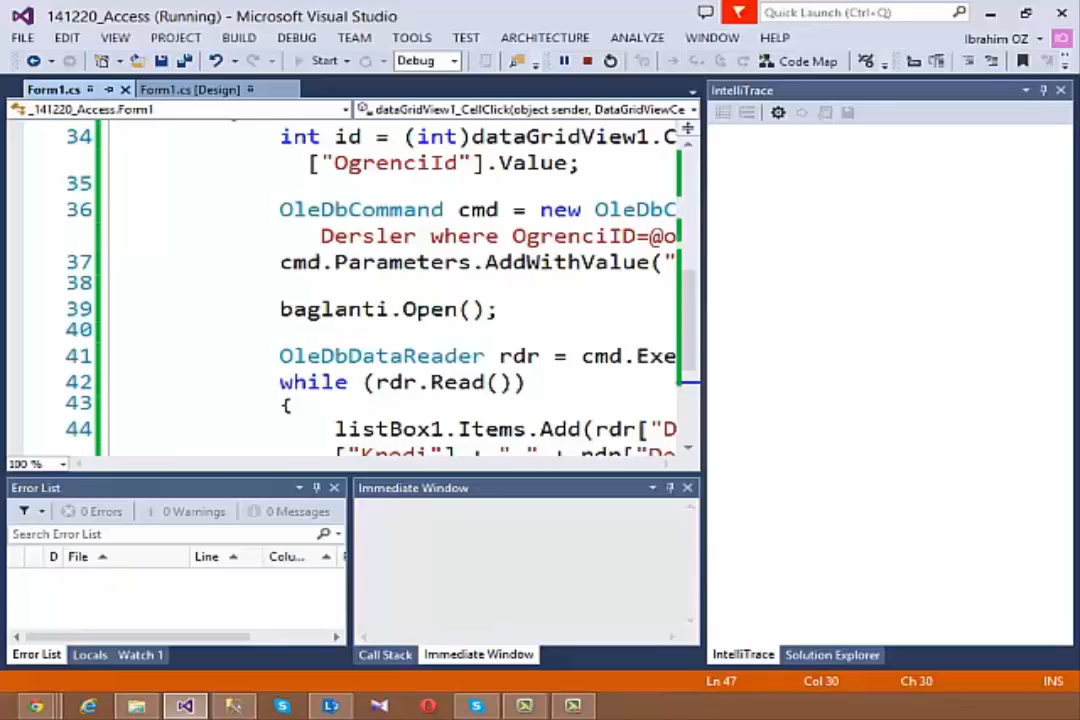 141220_Access (Running) - Microsoft Visual Studio
Quick Launch (Ctrl+Q)
FILE EDIT VIEW PROJECT BUILD DEBUG TEAM TOOLS TEST ARCHITECTURE ANALYZE WINDOW HELP
Ibrahim OZ
Start Debug Code Map
Form1.cs Form1.cs [Design]
_141220_Access.Form1 dataGridView1_CellClick(object sender, DataGridViewCe
34 int id = (int)dataGridView1.C
["OgrenciId"].Value;
35
36 OleDbCommand cmd = new OleDbC
Dersler where OgrenciID=@o
37 cmd.Parameters.AddWithValue("
38
39 baglanti.Open();
40
41 OleDbDataReader rdr = cmd.Exe
42 while (rdr.Read())
43 {
44 listBox1.Items.Add(rdr["D
["Kredi"] + " " + rdr["De
100 %
Error List
0 Errors 0 Warnings 0 Messages
Search Error List
D File Line Colu...
Error List Locals Watch 1
Immediate Window
Call Stack Immediate Window
IntelliTrace
IntelliTrace Solution Explorer
Ln 47 Col 30 Ch 30 INS